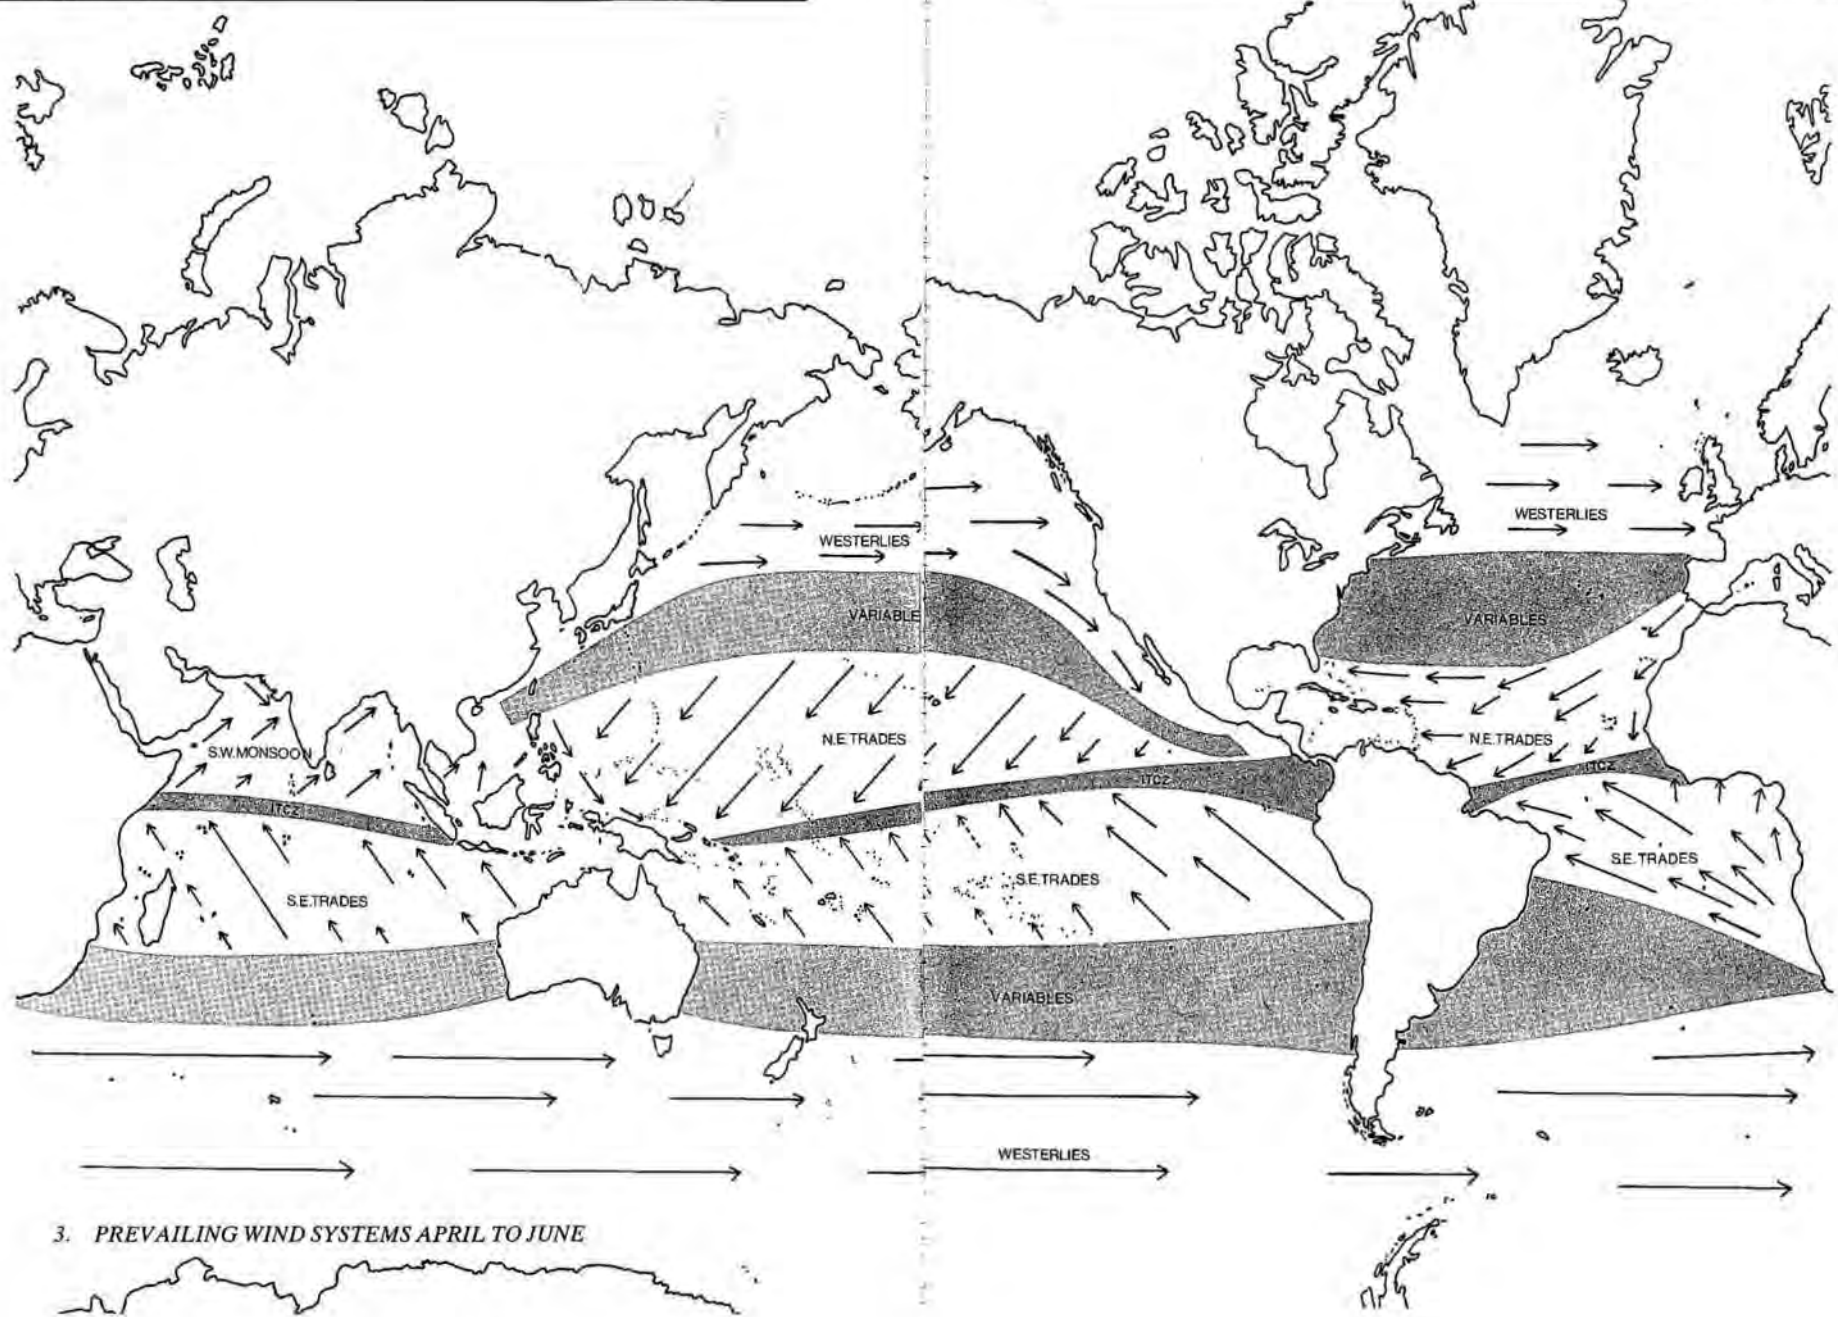 WESTERLIES
WESTERLIES
VARIABLE
VARIABLES
N.E.TRADES
N.E.TRADES
S.W.MONSOON
ITCZ
ITCZ
ITCZ
S.E.TRADES
S.E.TRADES
S.E.TRADES
VARIABLES
WESTERLIES
3. PREVAILING WIND SYSTEMS APRIL TO JUNE